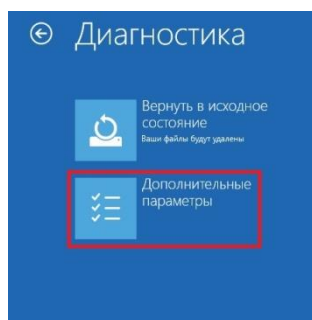 Диагностика
Вернуть в исходное
состояние
Ваши файлы будут удалены
Дополнительные
параметры